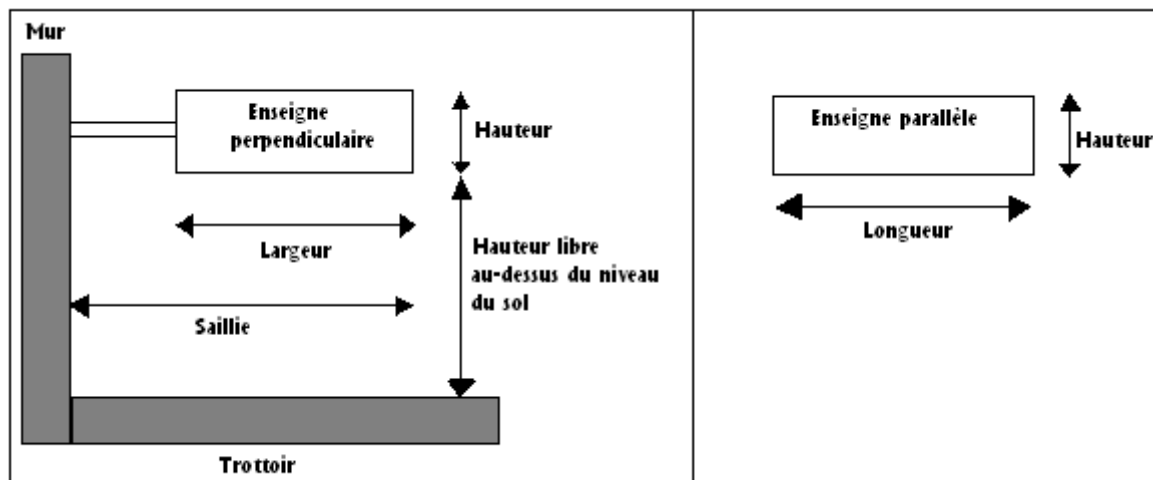 Mur
Enseigne
perpendiculaire
Hauteur
Largeur
Hauteur libre
au-dessus du niveau
du sol
Saillie
Trottoir
Enseigne parallèle
Hauteur
Longueur